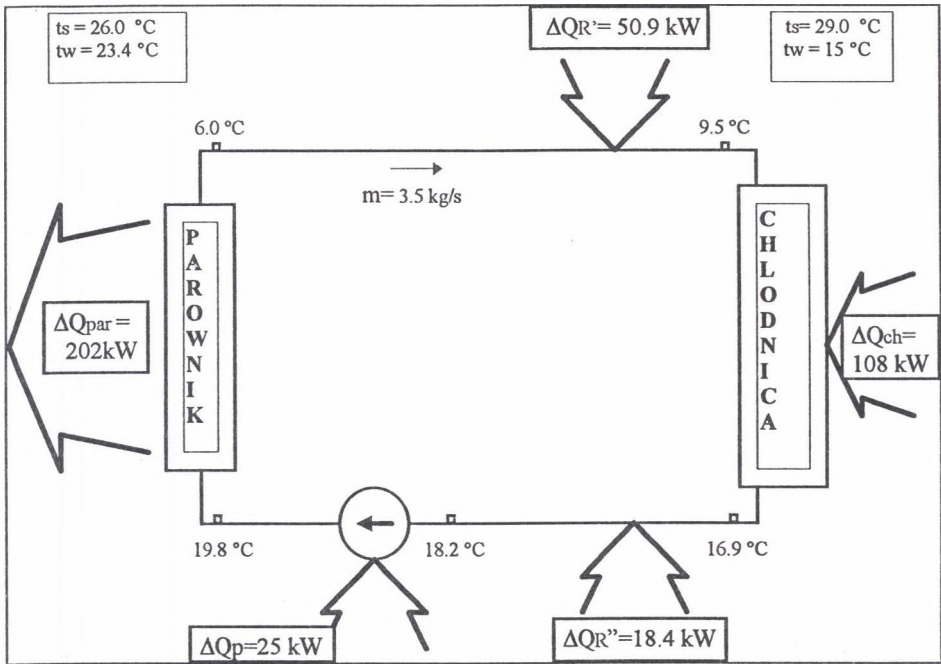 ts = 26.0 °C
tw = 23.4 °C
ΔQR'= 50.9 kW
ts= 29.0 °C
tw = 15 °C
6.0 °C
9.5 °C
m= 3.5 kg/s
PAROWNIK
CHLODNICA
ΔQpar =
202kW
ΔQch=
108 kW
19.8 °C
18.2 °C
16.9 °C
ΔQp=25 kW
ΔQR"=18.4 kW